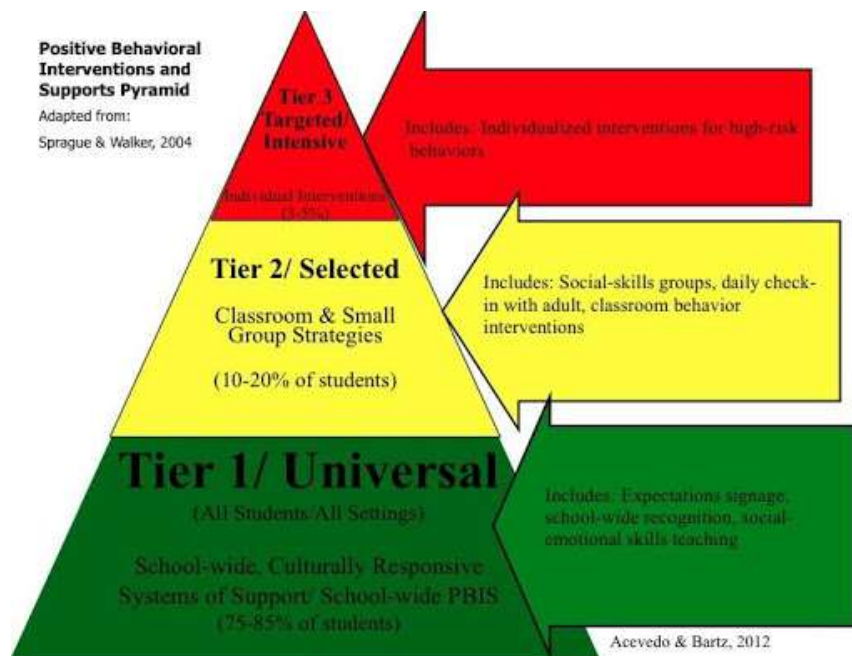 Positive Behavioral
Interventions and
Supports Pyramid
Adapted from:
Sprague & Walker, 2004
Tier 3
Targeted/
Intensive
Individual Interventions
(3-5%)
Includes: Individualized interventions for high-risk
behaviors
Tier 2/ Selected
Classroom & Small
Group Strategies
(10-20% of students)
Includes: Social-skills groups, daily check-
in with adult, classroom behavior
interventions
Tier 1/ Universal
(All Students/All Settings)
School-wide, Culturally Responsive
Systems of Support/ School-wide PBIS
(75-85% of students)
Includes: Expectations signage,
school-wide recognition, social-
emotional skills teaching
Acevedo & Bartz, 2012